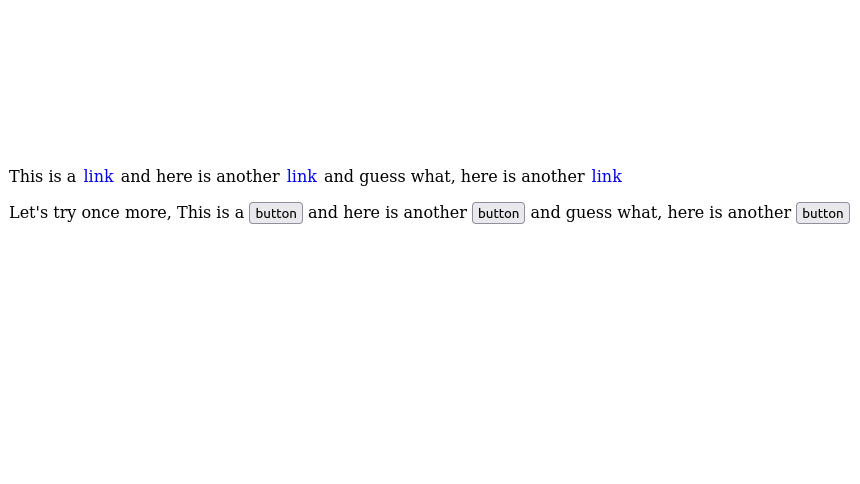 This is a link and here is another link and guess what, here is another link
Let's try once more, This is a button and here is another button and guess what, here is another button